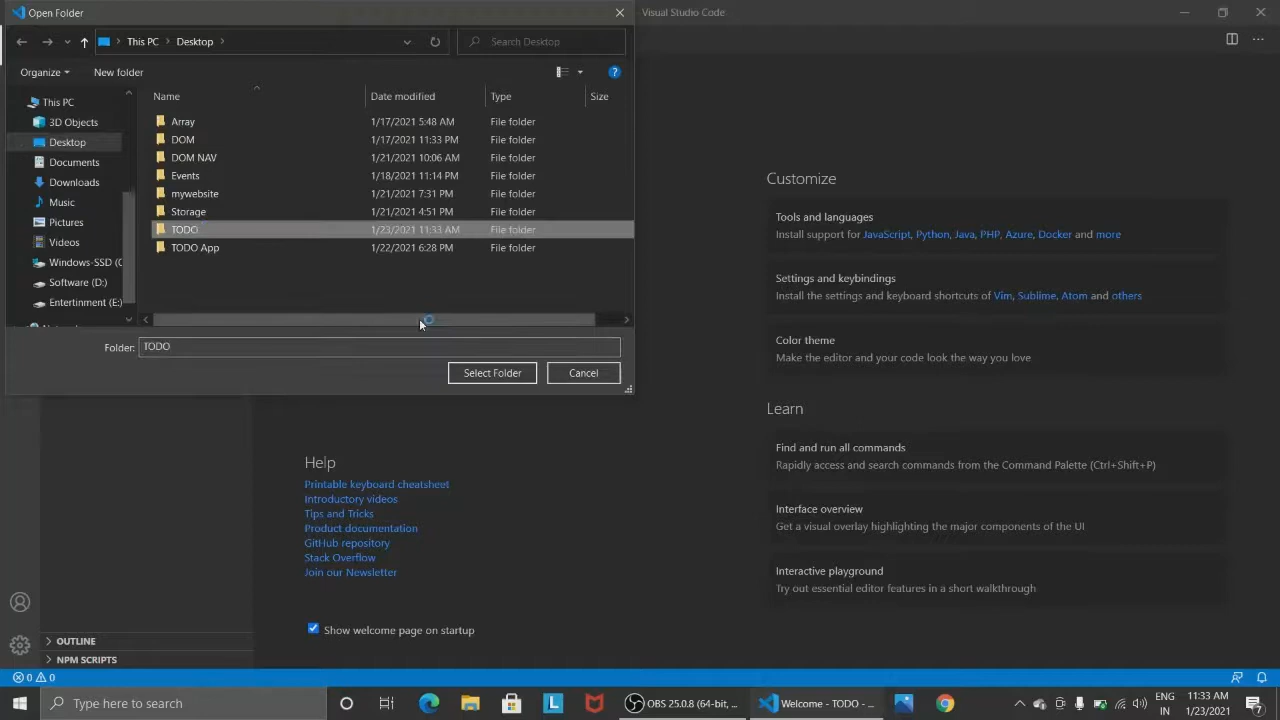 Open Folder
Visual Studio Code
This PC
Desktop
Search Desktop
Organize
New folder
?
Name
Date modified
Type
Size
Array
1/17/2021 5:48 AM
File folder
DOM
1/17/2021 11:33 PM
File folder
DOM NAV
1/21/2021 10:06 AM
File folder
Events
1/18/2021 11:14 PM
File folder
mywebsite
1/21/2021 7:31 PM
File folder
Storage
1/21/2021 4:51 PM
File folder
TODO
1/23/2021 11:33 AM
File folder
TODO App
1/22/2021 6:28 PM
File folder
This PC
3D Objects
Desktop
Documents
Downloads
Music
Pictures
Videos
Windows-SSD (C
Software (D:)
Entertinment (E:)
Folder:
TODO
Select Folder
Cancel
Customize
Tools and languages
Install support for JavaScript, Python, Java, PHP, Azure, Docker and more
Settings and keybindings
Install the settings and keyboard shortcuts of Vim, Sublime, Atom and others
Color theme
Make the editor and your code look the way you love
Learn
Find and run all commands
Rapidly access and search commands from the Command Palette (Ctrl+Shift+P)
Interface overview
Get a visual overlay highlighting the major components of the UI
Interactive playground
Try out essential editor features in a short walkthrough
Help
Printable keyboard cheatsheet
Introductory videos
Tips and Tricks
Product documentation
GitHub repository
Stack Overflow
Join our Newsletter
Show welcome page on startup
OUTLINE
NPM SCRIPTS
0 0
Type here to search
L
OBS 25.0.8 (64-bit, ...
Welcome - TODO - ...
ENG
IN
11:33 AM
1/23/2021
7